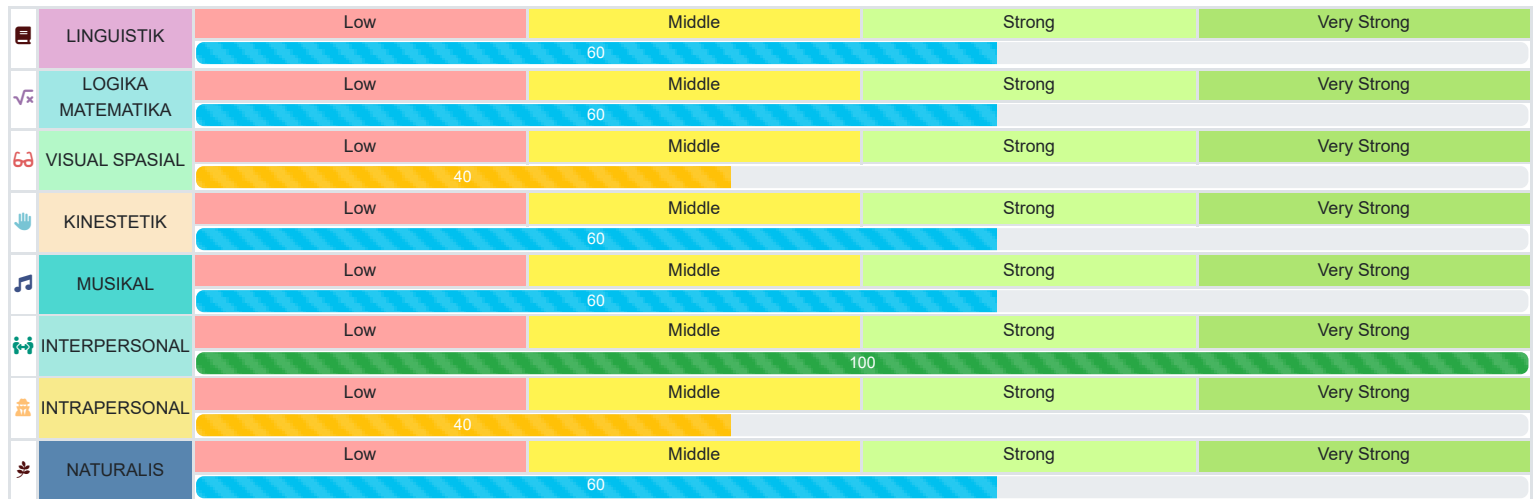 LINGUISTIK
Low Middle Strong Very Strong
60
LOGIKA
MATEMATIKA
Low Middle Strong Very Strong
60
VISUAL SPASIAL
Low Middle Strong Very Strong
40
KINESTETIK
Low Middle Strong Very Strong
60
MUSIKAL
Low Middle Strong Very Strong
60
INTERPERSONAL
Low Middle Strong Very Strong
100
INTRAPERSONAL
Low Middle Strong Very Strong
40
NATURALIS
Low Middle Strong Very Strong
60